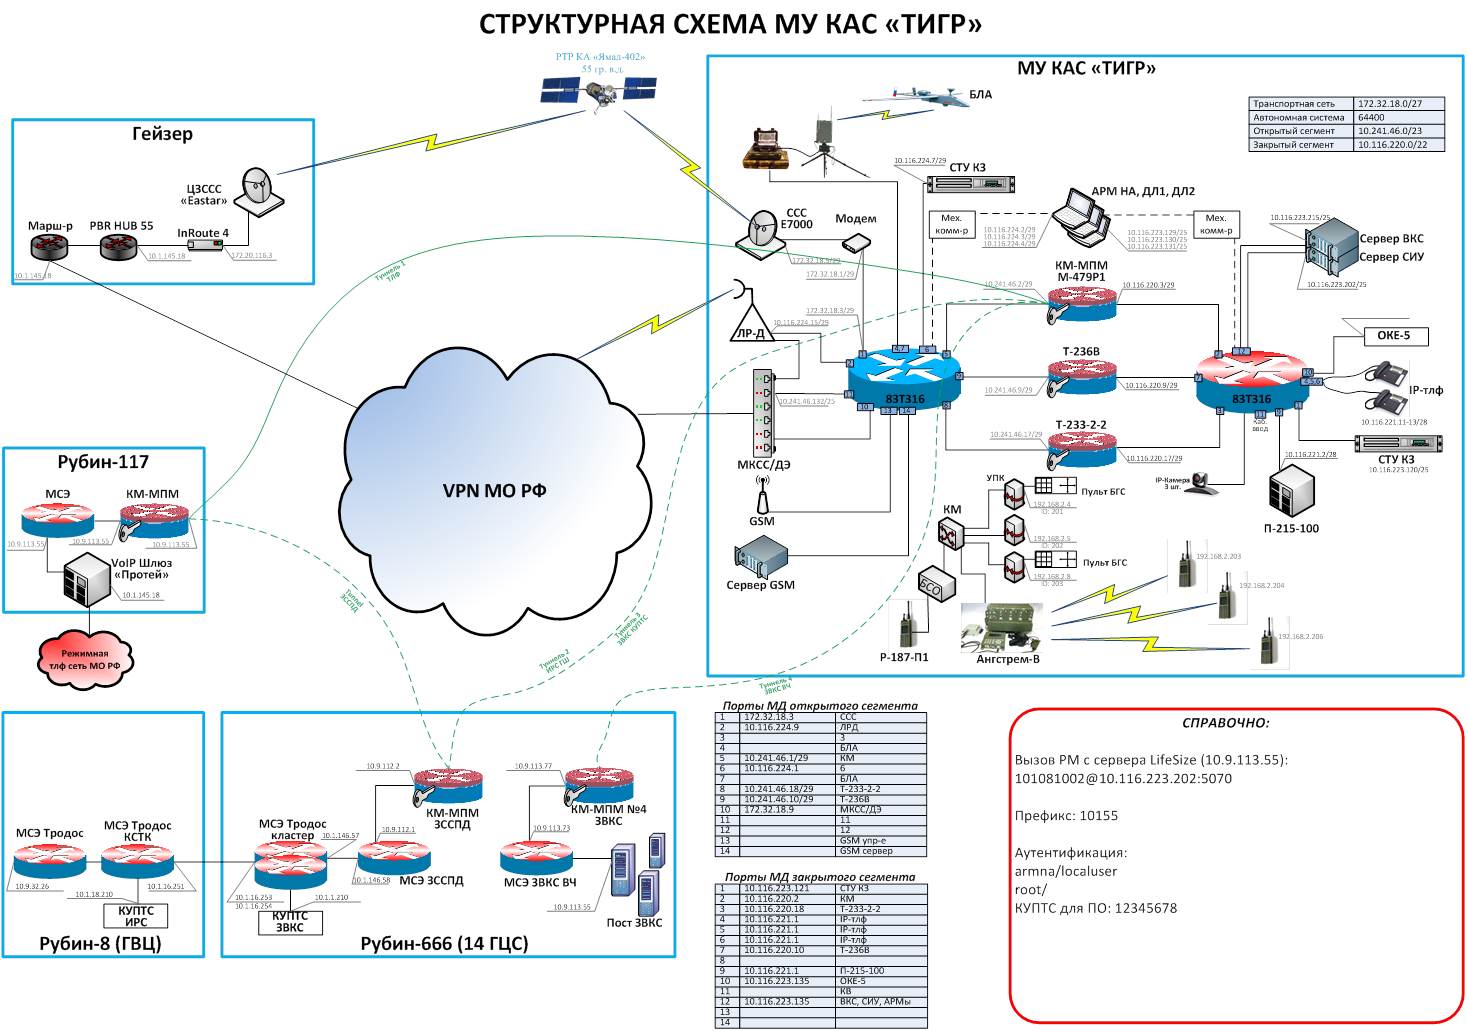 СТРУКТУРНАЯ СХЕМА МУ КАС «ТИГР»
РТР КА «Ямал-402»
55 гр. в.д.
МУ КАС «ТИГР»
БЛА
Транспортная сеть 172.32.18.0/27
Автономная система 64400
Открытый сегмент 10.241.46.0/23
Закрытый сегмент 10.116.220.0/22
Гейзер
ЦЗССС
«Eastar»
Марш-р
PBR HUB 55
InRoute 4
10.1.145.18
10.1.145.18
172.20.116.3
Туннель 1
ТЛФ
10.116.224.7/29
СТУ КЗ
АРМ НА, ДЛ1, ДЛ2
Мех.
комм-р
10.116.224.2/29
10.116.224.3/29
10.116.224.4/29
10.116.223.129/25
10.116.223.130/25
10.116.223.131/25
Мех.
комм-р
10.116.223.215/25
Сервер ВКС
Сервер СИУ
10.116.223.202/25
ССС
Е7000
Модем
172.32.18.9/29
172.32.18.1/29
КМ-МПМ
М-479Р1
10.241.46.2/29
10.116.220.3/29
172.32.18.3/29
10.116.224.15/29
ЛР-Д
ОКЕ-5
Т-236В
10.241.46.9/29
10.116.220.9/29
83Т316
83Т316
IP-тлф
10.116.221.11-13/28
10.241.46.132/25
Каб.
ввод
Т-233-2-2
10.241.46.17/29
10.116.220.17/29
СТУ КЗ
10.116.223.120/25
10.116.221.2/28
МКСС/ДЭ
IP-Камера
3 шт.
П-215-100
GSM
Сервер GSM
VPN МО РФ
УПК
Пульт БГС
192.168.2.4
ID: 201
КМ
192.168.2.5
ID: 202
Пульт БГС
192.168.2.8
ID: 203
БСО
192.168.2.203
192.168.2.204
192.168.2.206
Р-187-П1
Ангстрем-В
Рубин-117
МСЭ
КМ-МПМ
10.9.113.55
10.9.113.55
10.9.113.55
VoIP Шлюз
«Протей»
10.1.145.18
Режимная
тлф сеть МО РФ
Tunnel
ЗССПД
Туннель 2
ИРС ГШ
Туннель 3
ЗВКС КУПТС
Туннель 4
ЗВКС ВЧ
МСЭ Тродос
МСЭ Тродос
КСТК
10.9.32.26
10.1.18.210
10.1.16.251
КУПТС
ИРС
Рубин-8 (ГВЦ)
МСЭ Тродос
кластер
10.1.146.57
10.1.16.253
10.1.16.254
10.1.1.210
КУПТС
ЗВКС
10.9.112.2
КМ-МПМ
ЗССПД
10.9.112.1
10.1.146.58
МСЭ ЗССПД
10.9.113.77
КМ-МПМ №4
ЗВКС
10.9.113.73
МСЭ ЗВКС ВЧ
10.9.113.55
Пост ЗВКС
Рубин-666 (14 ГЦС)
Порты МД открытого сегмента
1 172.32.18.3 ССС
2 10.116.224.9 ЛРД
3 3
4 БЛА
5 10.241.46.1/29 КМ
6 10.116.224.1 6
7 БЛА
8 10.241.46.18/29 Т-233-2-2
9 10.241.46.10/29 Т-236В
10 172.32.18.9 МКСС/ДЭ
11 11
12 12
13 GSM упр-е
14 GSM сервер
Порты МД закрытого сегмента
1 10.116.223.121 СТУ КЗ
2 10.116.220.2 КМ
3 10.116.220.18 Т-233-2-2
4 10.116.221.1 IP-тлф
5 10.116.221.1 IP-тлф
6 10.116.221.1 IP-тлф
7 10.116.220.10 Т-236В
8
9 10.116.221.1 П-215-100
10 10.116.223.135 ОКЕ-5
11 КВ
12 10.116.223.135 ВКС, СИУ, АРМы
13
14
СПРАВОЧНО:
Вызов РМ с сервера LifeSize (10.9.113.55):
101081002@10.116.223.202:5070
Префикс: 10155
Аутентификация:
armna/localuser
root/
КУПТС для ПО: 12345678